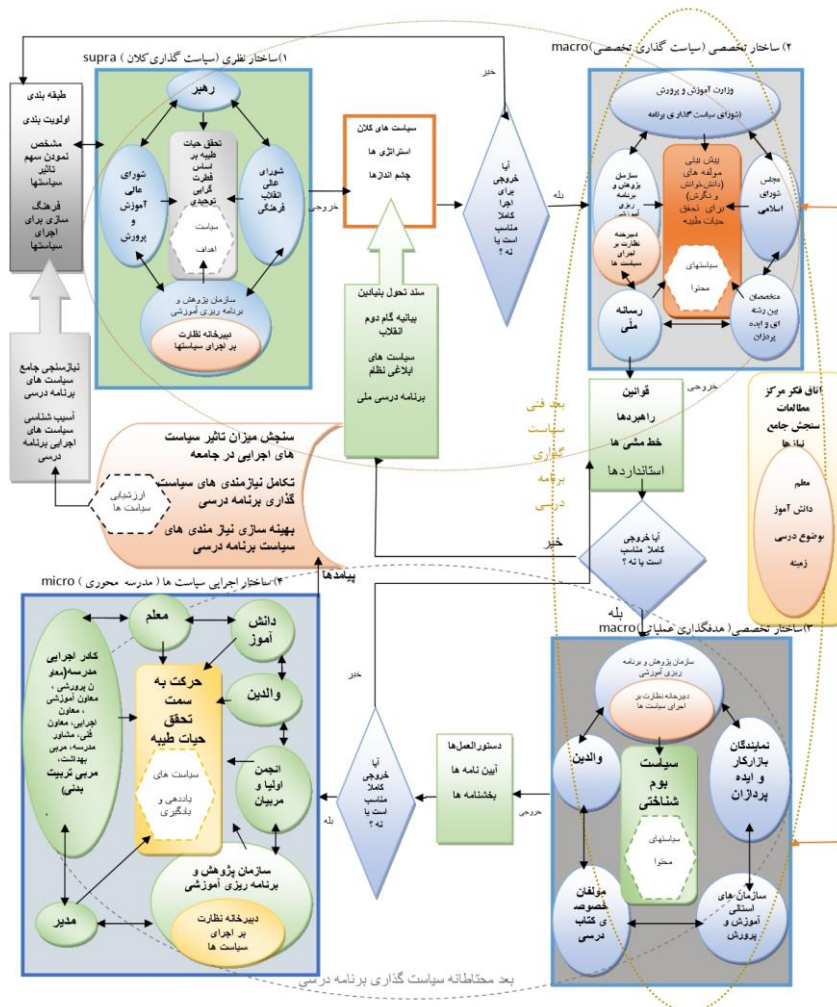 ۱)ساختار نظری (سیاست گذاری کلان ) supra
رهبر
شورای
عالی
آموزش
و
پرورش
تحقق حیات
طیبه بر
اساس
فطرت
گرایی
توحیدی
سیاست
اهداف
شورای
عالی
انقلاب
فرهنگی
سازمان پژوهش و
برنامه ریزی آموزشی
دبیرخانه نظارت
بر اجرای سیاستها
طبقه بندی
اولویت بندی
مشخص
نمودن سهم
تاثیر
سیاستها
فرهنگ
سازی برای
اجرای
سیاستها
نیازسنجی جامع
سیاست های
برنامه درسی
آسیب شناسی
سیاست های
اجرایی برنامه
درسی
خروجی
سیاست های کلان
استراتژی ها
چشم اندازها
سند تحول بنیادین
بیانیه گام دوم
انقلاب
سیاست های
ابلاغی نظام
برنامه درسی ملی
خیر
آیا
خروجی
برای
اجرا
کاملا
مناسب
است یا
نه ؟
بله
۲) ساختار تخصصی (سیاست گذاری تخصصی)macro
وزارت آموزش و پرورش
(شورای سیاست گذاری برنامه
سازمان
پژوهش و
برنامه
ریزی
دبیرخانه
نظارت بر
اجرای
سیاست ها
پیش بینی
مولفه های
(دانش،توانش
و نگرش)
برای تحقق
حیات طیبه
سیاستهای
محتوا
مجلس
شورای
اسلامی
متخصصان
بین رشته
ای و ایده
پردازان
رسانه
ملّی
خروجی
قوانین
راهبردها
خط مشی ها
استانداردها
بعد فنی
سیاست
گذاری
برنامه
درسی
اتاق فکر مرکز
مطالعات
سنجش جامع
نیازها
معلم
دانش آموز
موضوع درسی
زمینه
آیا خروجی
کاملا مناسب
است یا نه ؟
خیر
بله
سنجش میزان تاثیر سیاست
های اجرایی در جامعه
تکامل نیازمندی های سیاست
گذاری برنامه درسی
بهینه سازی نیاز مندی های
سیاست برنامه درسی
ارزشیابی
سیاست ها
پیامدها
۳)ساختار تخصصی( هدفگذاری عملیاتی)macro
سازمان پژوهش و برنامه
ریزی آموزشی
دبیرخانه نظارت بر
اجرای سیاست ها
والدین
سیاست
بوم
شناختی
سیاستهای
محتوا
نمایندگان
بازارکار
و ایده
پردازان
مولفان
خصوص
ی کتاب
درسی
سازمان های
استانی
آموزش و
پرورش
خروجی
دستورالعمل‌ها
آیین نامه ها
بخشنامه ها
خیر
آیا
خروجی
کاملا
مناسب
است یا
نه ؟
بله
۴)ساختار اجرایی سیاست ها ( مدرسه محوری ) micro
معلم
دانش
آموز
والدین
انجمن
اولیا و
مربیان
کادر اجرایی
مدرسه(معاو
ن پرورشی ،
معاون آموزشی
، معاون
اجرایی، معاون
فنی، مشاور
مدرسه، مربی
بهداشت،
مربی تربیت
بدنی)
حرکت به
سمت
تحقق
حیات طیبه
سیاست های
یاددهی و
یادگیری
سازمان پژوهش و
برنامه ریزی آموزشی
دبیرخانه نظارت
بر اجرای
سیاست ها
مدیر
بعد محتاطانه سیاست گذاری برنامه درسی